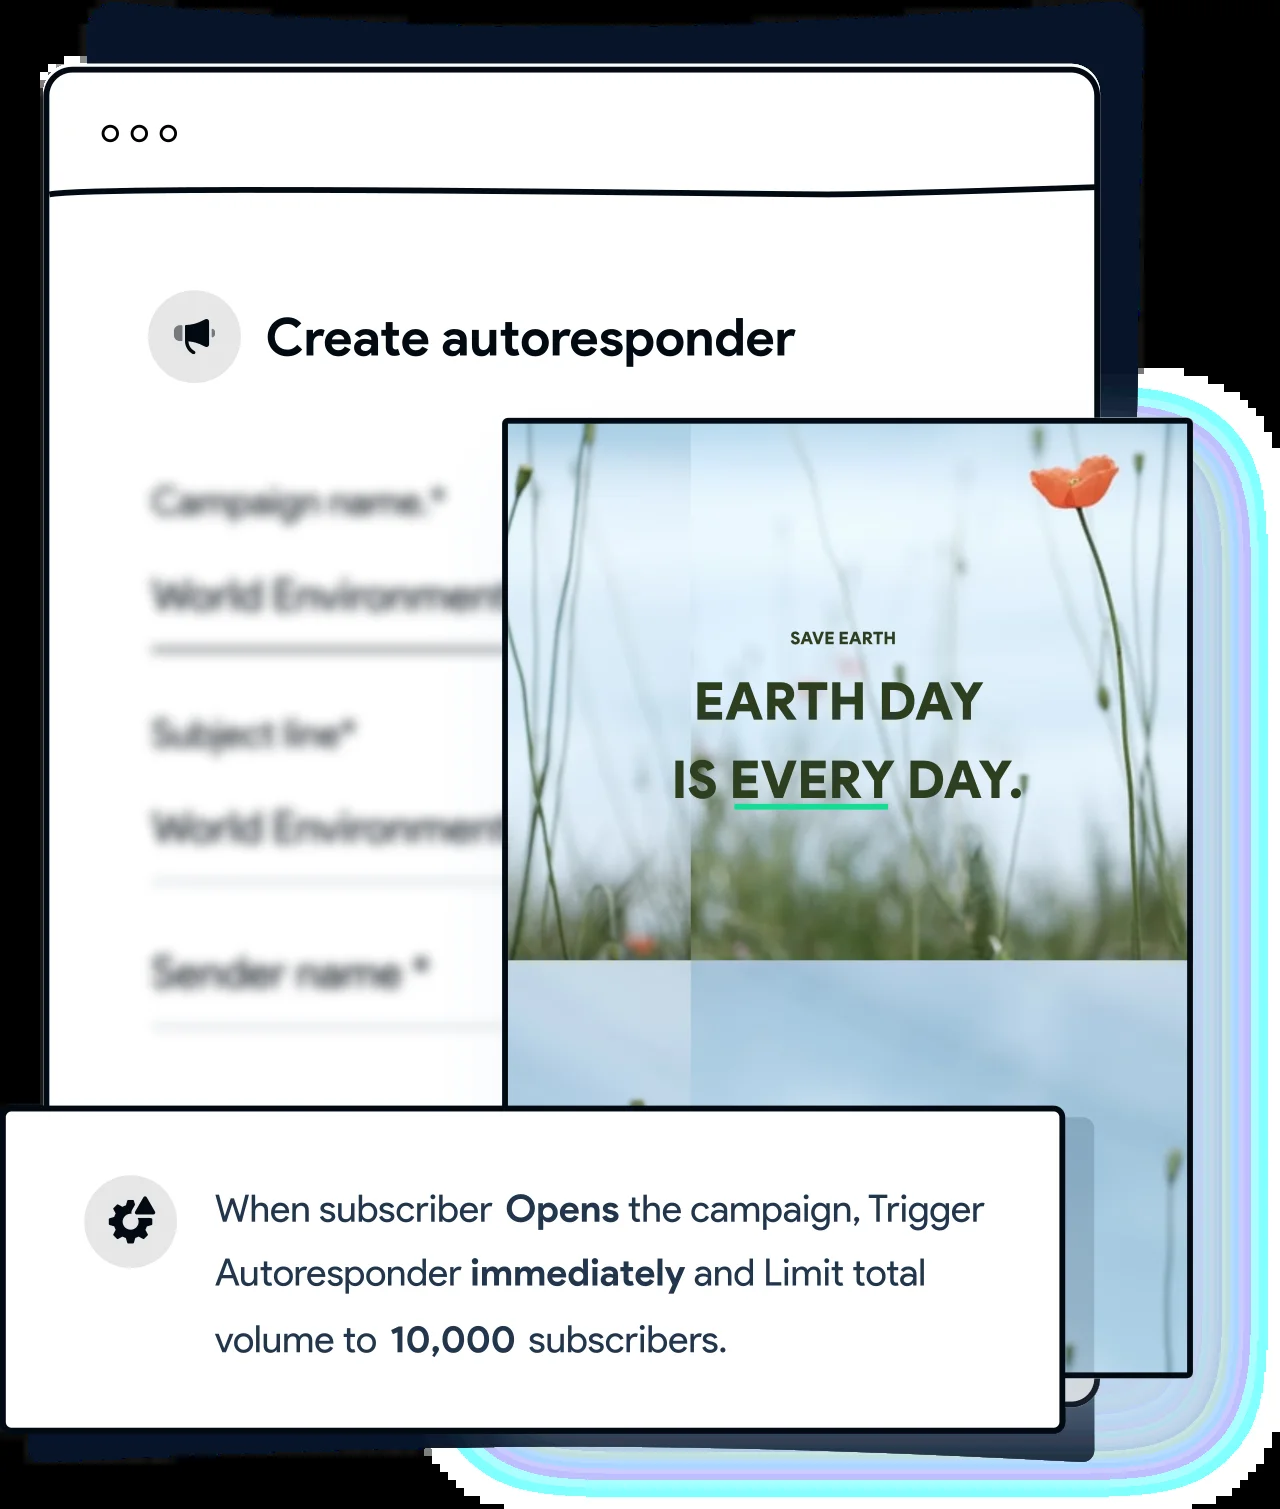 Create autoresponder
Campaign name.*
World Environment
Subject line*
World Environment
Sender name *
SAVE EARTH
EARTH DAY
IS EVERY DAY.
When subscriber Opens the campaign, Trigger
Autoresponder immediately and Limit total
volume to 10,000 subscribers.